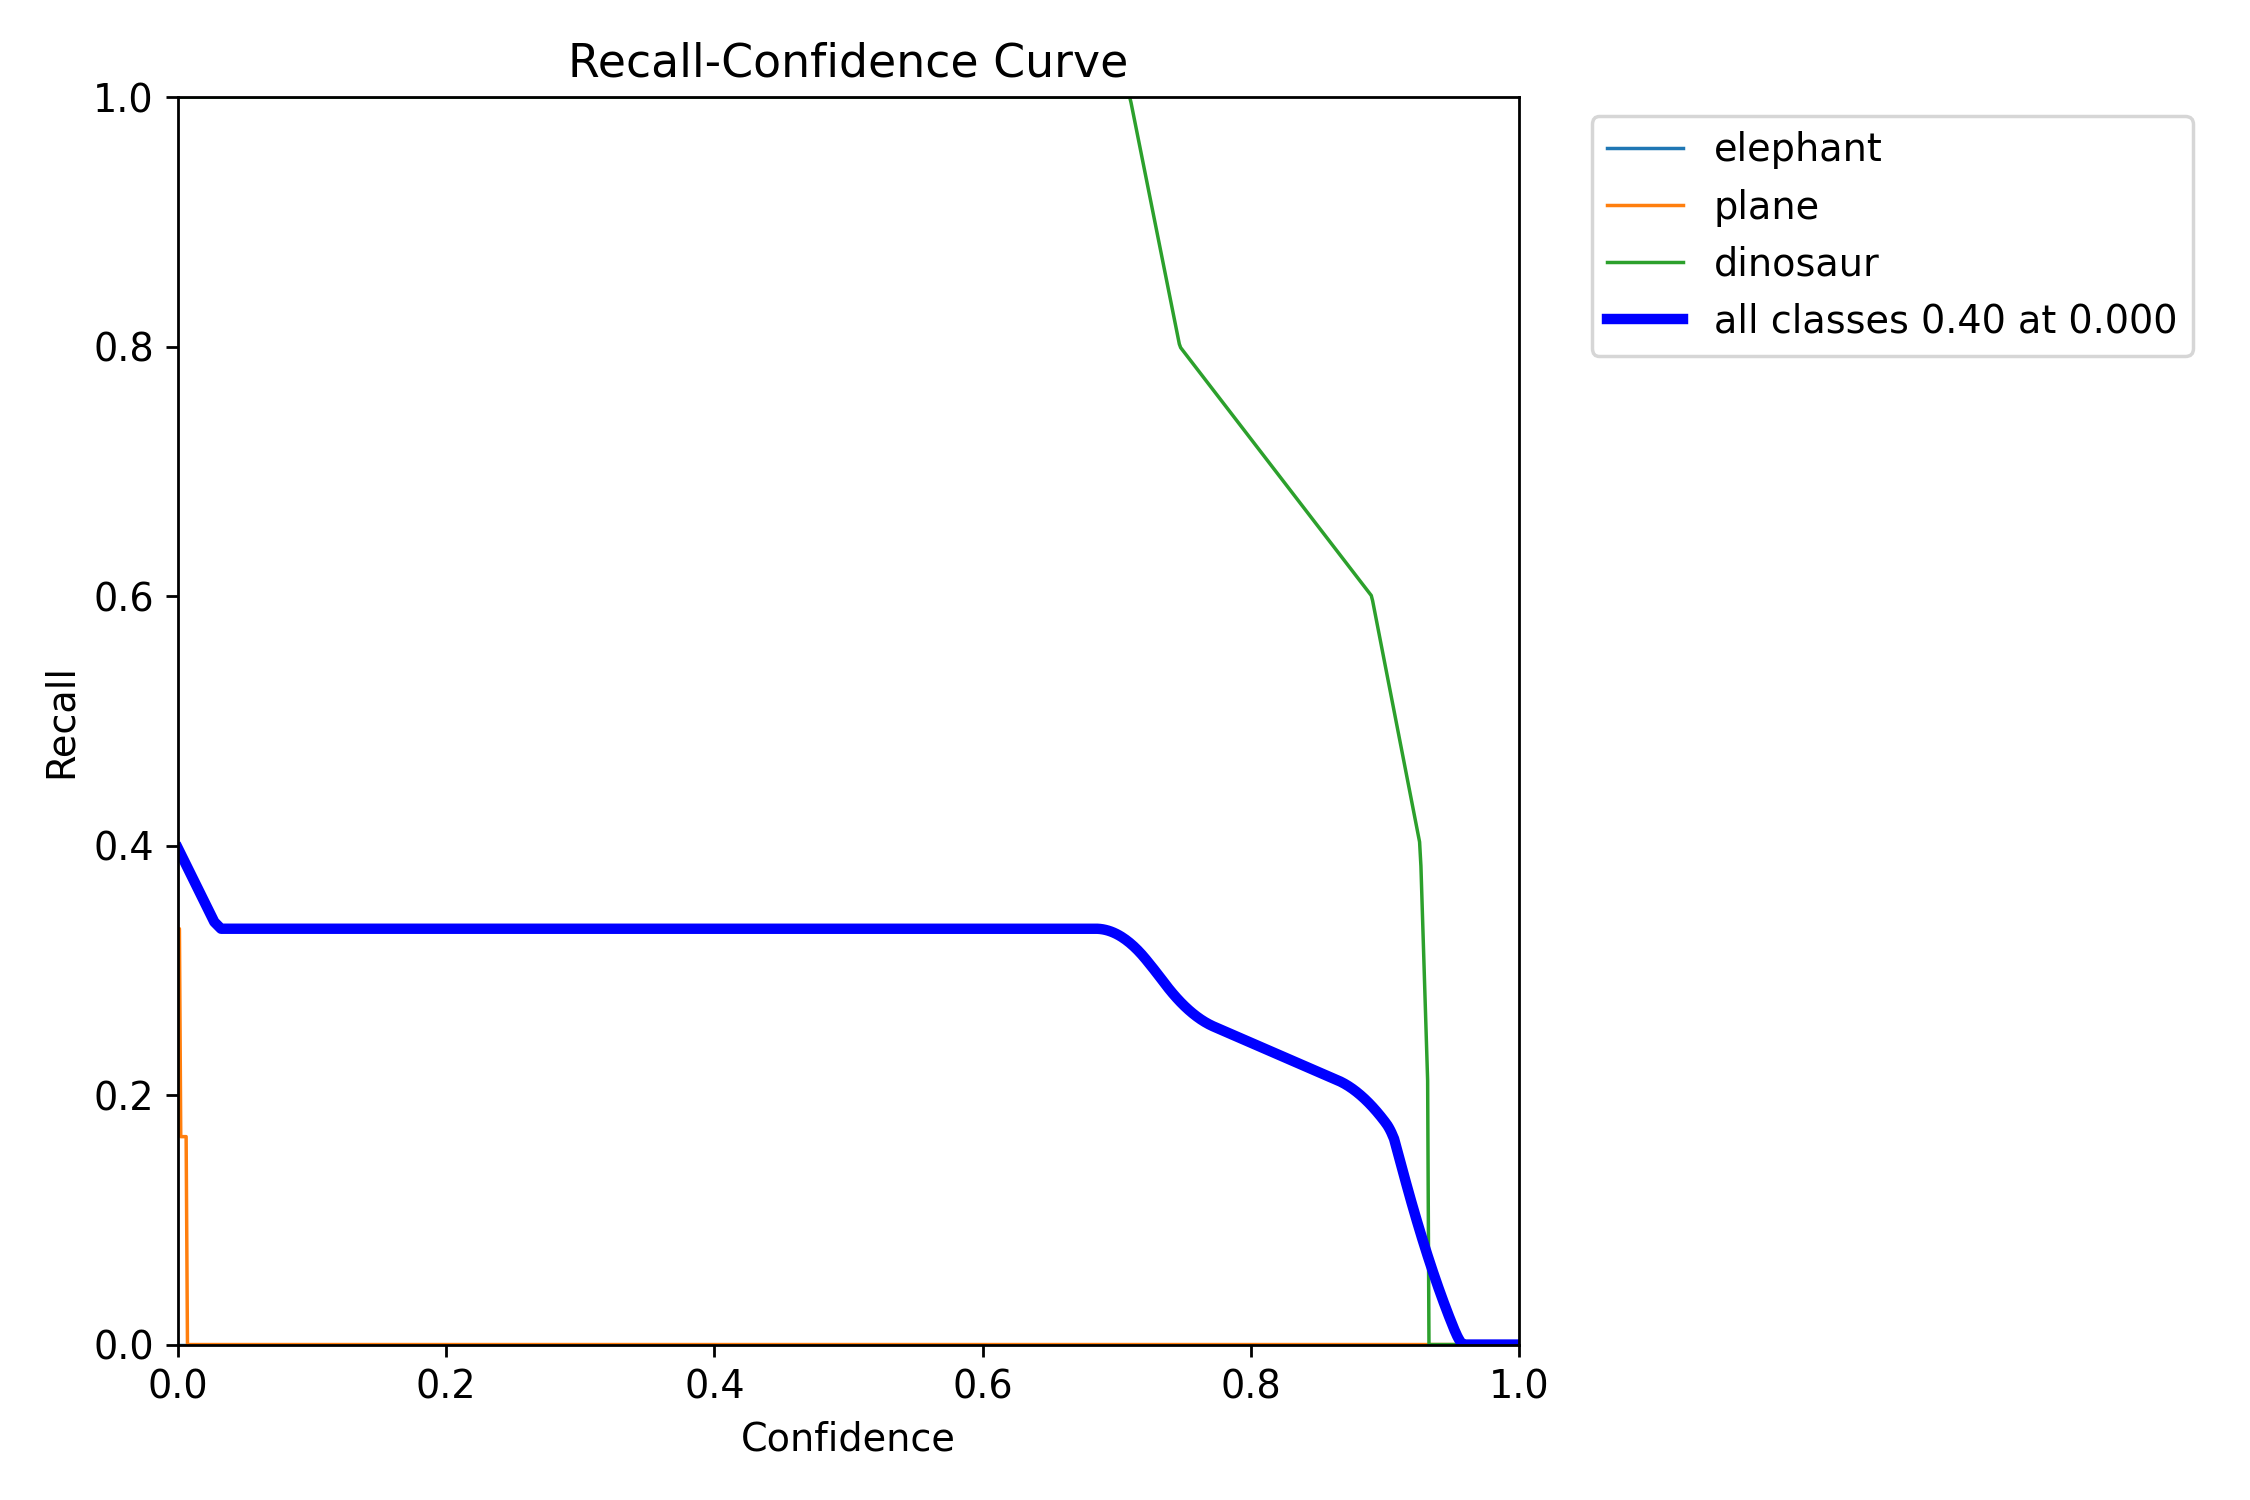 Recall-Confidence Curve
1.0
0.8
0.6
0.4
0.2
0.0
Recall
0.0 0.2 0.4 0.6 0.8 1.0
Confidence
elephant
plane
dinosaur
all classes 0.40 at 0.000